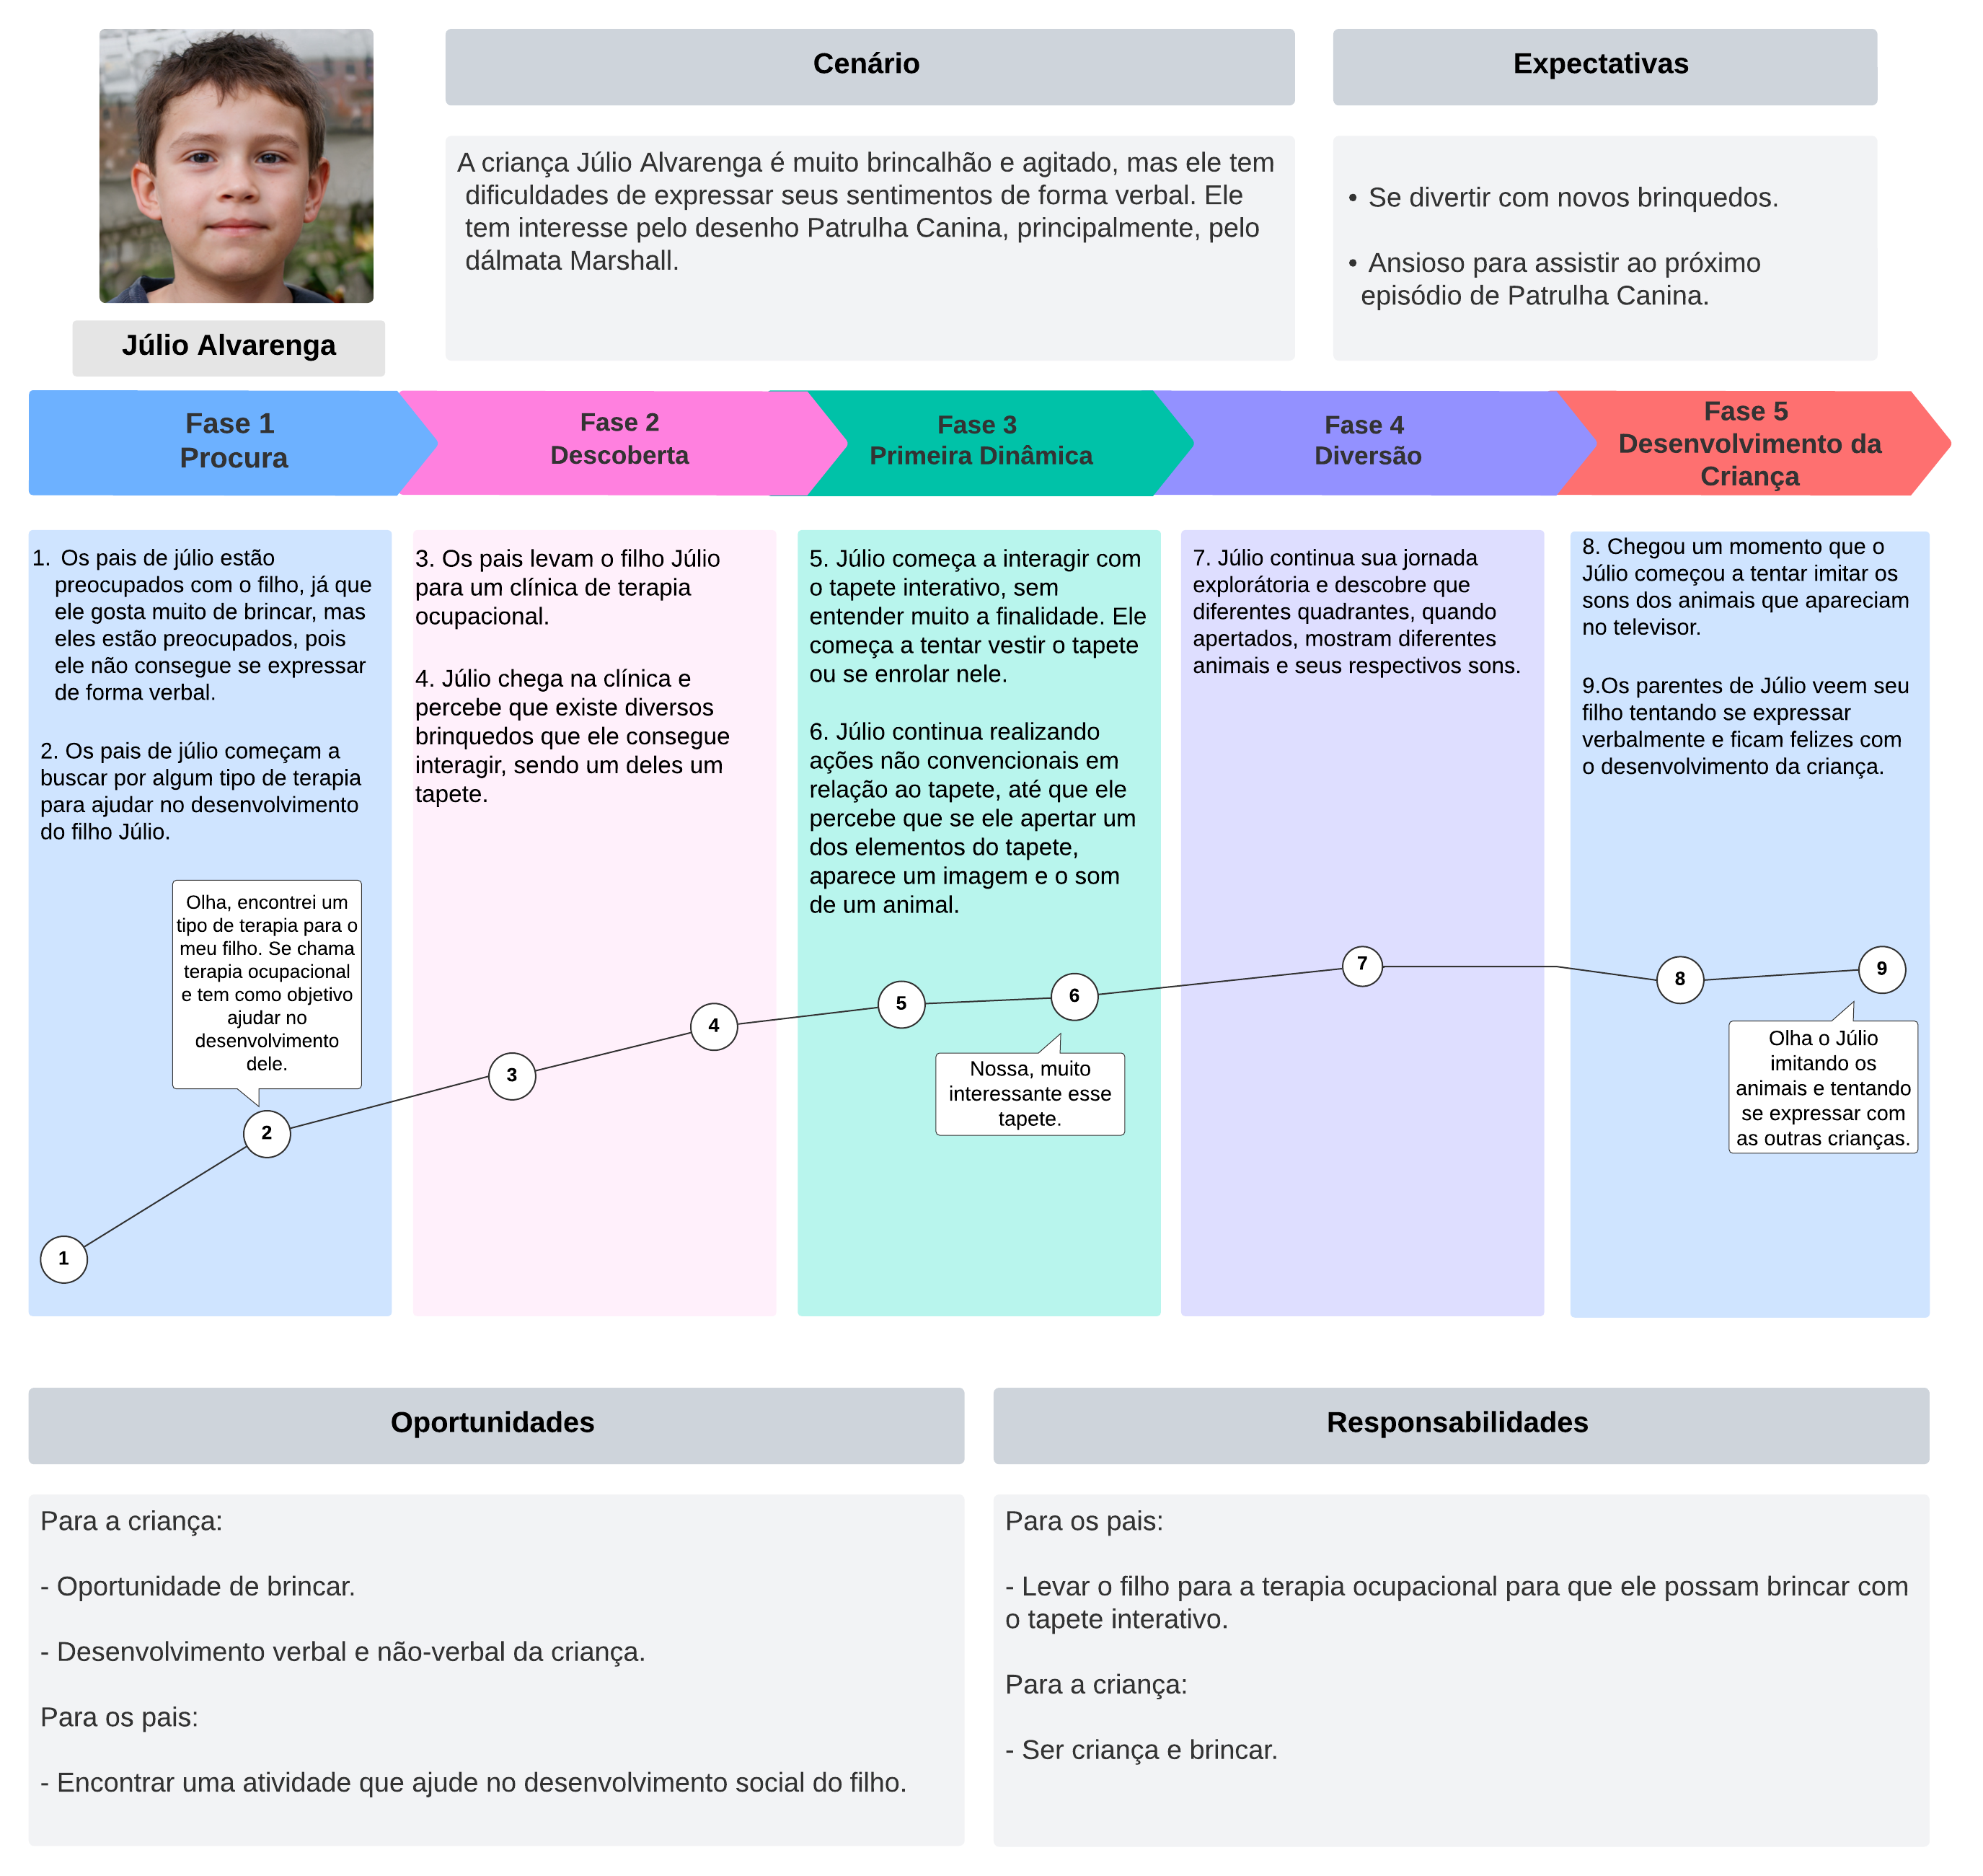 Cenário
Expectativas
A criança Júlio Alvarenga é muito brincalhão e agitado, mas ele tem
dificuldades de expressar seus sentimentos de forma verbal. Ele
tem interesse pelo desenho Patrulha Canina, principalmente, pelo
dálmata Marshall.
• Se divertir com novos brinquedos.
• Ansioso para assistir ao próximo
episódio de Patrulha Canina.
Júlio Alvarenga
Fase 1
Procura
Fase 2
Descoberta
Fase 3
Primeira Dinâmica
Fase 4
Diversão
Fase 5
Desenvolvimento da
Criança
1. Os pais de júlio estão
preocupados com o filho, já que
ele gosta muito de brincar, mas
eles estão preocupados, pois
ele não consegue se expressar
de forma verbal.
2. Os pais de júlio começam a
buscar por algum tipo de terapia
para ajudar no desenvolvimento
do filho Júlio.
Olha, encontrei um
tipo de terapia para o
meu filho. Se chama
terapia ocupacional
e tem como objetivo
ajudar no
desenvolvimento
dele.
1
2
3. Os pais levam o filho Júlio
para um clínica de terapia
ocupacional.
4. Júlio chega na clínica e
percebe que existe diversos
brinquedos que ele consegue
interagir, sendo um deles um
tapete.
3
4
5. Júlio começa a interagir com
o tapete interativo, sem
entender muito a finalidade. Ele
começa a tentar vestir o tapete
ou se enrolar nele.
6. Júlio continua realizando
ações não convencionais em
relação ao tapete, até que ele
percebe que se ele apertar um
dos elementos do tapete,
aparece um imagem e o som
de um animal.
5
6
Nossa, muito
interessante esse
tapete.
7. Júlio continua sua jornada
explorátoria e descobre que
diferentes quadrantes, quando
apertados, mostram diferentes
animais e seus respectivos sons.
7
8. Chegou um momento que o
Júlio começou a tentar imitar os
sons dos animais que apareciam
no televisor.
9.Os parentes de Júlio veem seu
filho tentando se expressar
verbalmente e ficam felizes com
o desenvolvimento da criança.
8
9
Olha o Júlio
imitando os
animais e tentando
se expressar com
as outras crianças.
Oportunidades
Para a criança:
- Oportunidade de brincar.
- Desenvolvimento verbal e não-verbal da criança.
Para os pais:
- Encontrar uma atividade que ajude no desenvolvimento social do filho.
Responsabilidades
Para os pais:
- Levar o filho para a terapia ocupacional para que ele possam brincar com
o tapete interativo.
Para a criança:
- Ser criança e brincar.